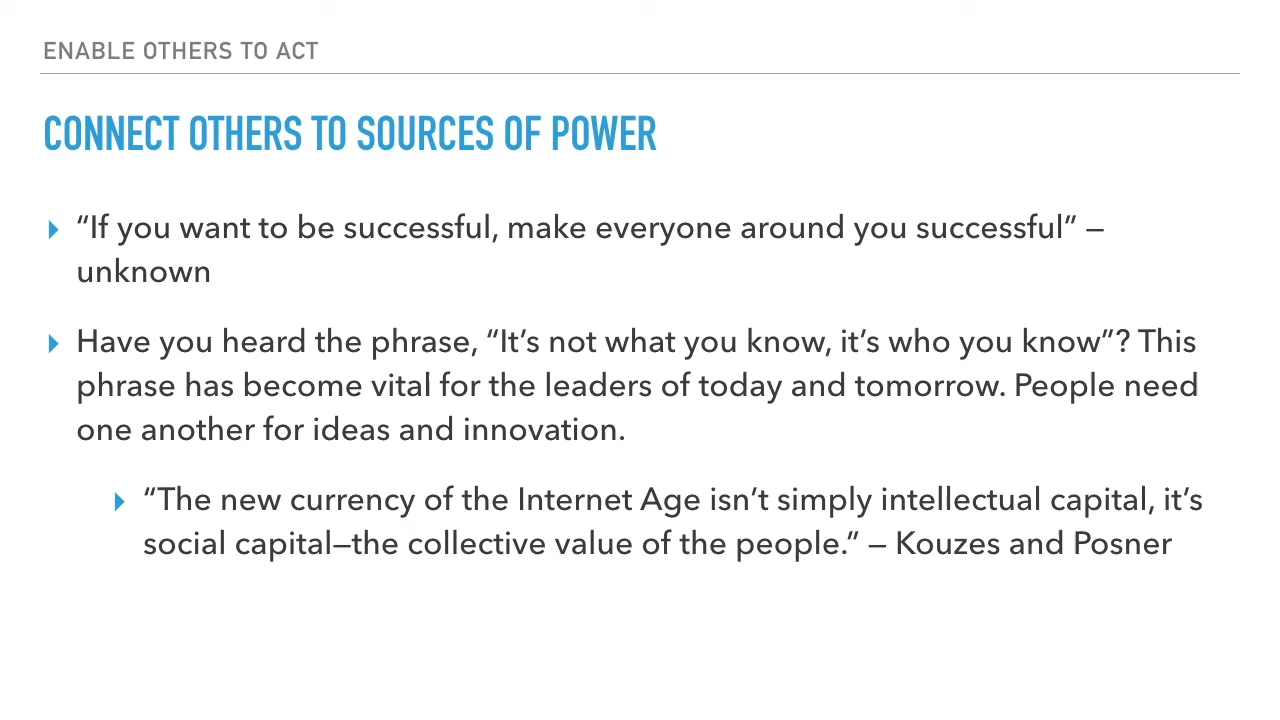 ENABLE OTHERS TO ACT
CONNECT OTHERS TO SOURCES OF POWER
▸ “If you want to be successful, make everyone around you successful” —
unknown
▸ Have you heard the phrase, “It’s not what you know, it’s who you know”? This
phrase has become vital for the leaders of today and tomorrow. People need
one another for ideas and innovation.
▸ “The new currency of the Internet Age isn’t simply intellectual capital, it’s
social capital—the collective value of the people.” — Kouzes and Posner